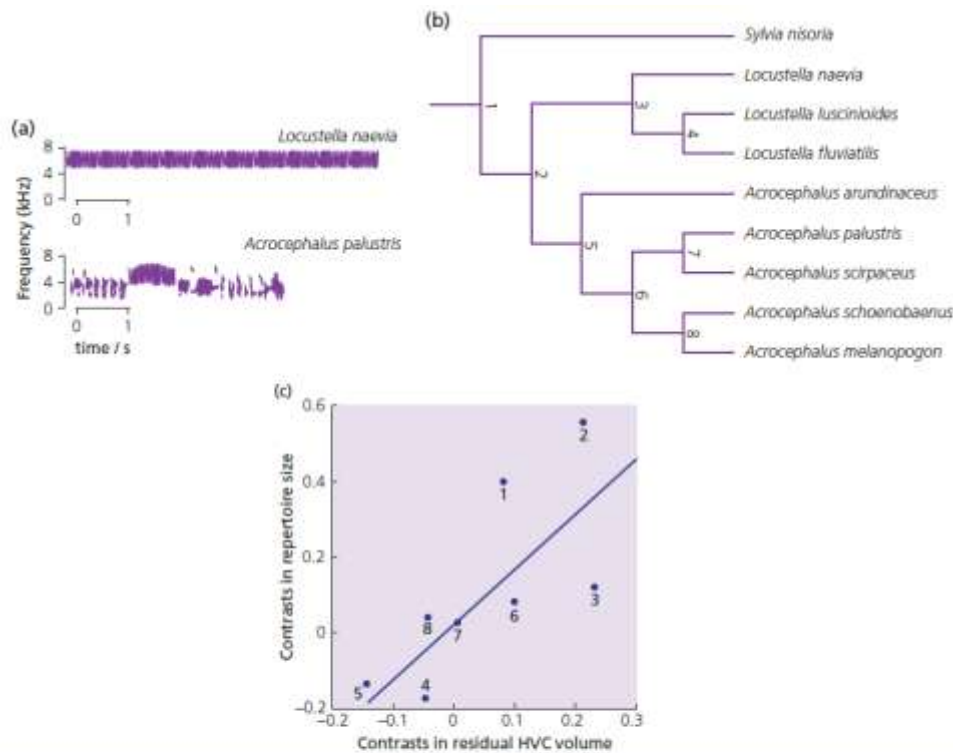 (a)
Locustella naevia
8
4
0
0 1
Frequency (kHz)
Acrocephalus palustris
8
4
0
0 1
time / s
(b)
Sylvia nisoria
Locustella naevia
Locustella luscinioides
Locustella fluviatilis
Acrocephalus arundinaceus
Acrocephalus palustris
Acrocephalus scirpaceus
Acrocephalus schoenobaenus
Acrocephalus melanopogon
1
2
3
4
5
6
7
8
(c)
Contrasts in repertoire size
0.6
0.4
0.2
0
–0.2
2
1
3
6
8
7
5
4
–0.2 –0.1 0 0.1 0.2 0.3
Contrasts in residual HVC volume